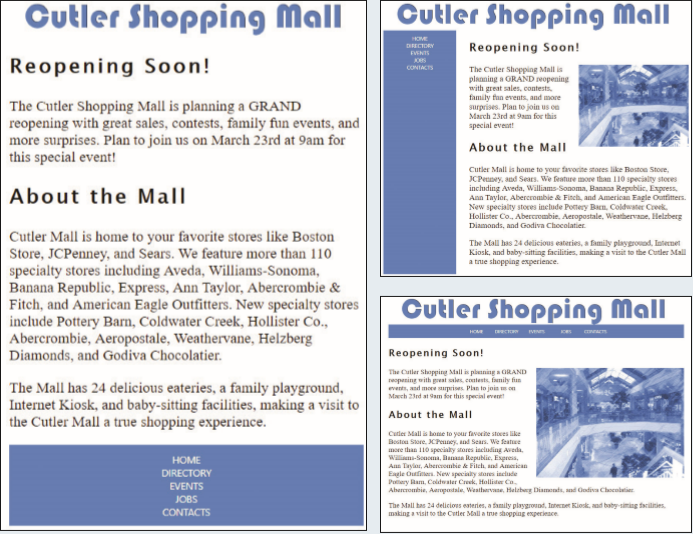 Cutler Shopping Mall
Reopening Soon!
The Cutler Shopping Mall is planning a GRAND
reopening with great sales, contests, family fun events, and
more surprises. Plan to join us on March 23rd at 9am for
this special event!
About the Mall
Cutler Mall is home to your favorite stores like Boston
Store, JCPenney, and Sears. We feature more than 110
specialty stores including Aveda, Williams-Sonoma,
Banana Republic, Express, Ann Taylor, Abercrombie &
Fitch, and American Eagle Outfitters. New specialty stores
include Pottery Barn, Coldwater Creek, Hollister Co.,
Abercrombie, Aeropostale, Weathervane, Helzberg
Diamonds, and Godiva Chocolatier.
The Mall has 24 delicious eateries, a family playground,
Internet Kiosk, and baby-sitting facilities, making a visit to
the Cutler Mall a true shopping experience.
HOME
DIRECTORY
EVENTS
JOBS
CONTACTS
Cutler Shopping Mall
HOME
DIRECTORY
EVENTS
JOBS
CONTACTS
Reopening Soon!
The Cutler Shopping Mall is
planning a GRAND reopening
with great sales, contests,
family fun events, and more
surprises. Plan to join us on
March 23rd at 9am for this
special event!
About the Mall
Cutler Mall is home to your favorite stores like Boston Store,
JCPenney, and Sears. We feature more than 110 specialty stores
including Aveda, Williams-Sonoma, Banana Republic, Express,
Ann Taylor, Abercrombie & Fitch, and American Eagle Outfitters.
New specialty stores include Pottery Barn, Coldwater Creek,
Hollister Co., Abercrombie, Aeropostale, Weathervane, Helzberg
Diamonds, and Godiva Chocolatier.
The Mall has 24 delicious eateries, a family playground, Internet
Kiosk, and baby-sitting facilities, making a visit to the Cutler Mall
a true shopping experience.
Cutler Shopping Mall
HOME DIRECTORY EVENTS JOBS CONTACTS
Reopening Soon!
The Cutler Shopping Mall is planning a GRAND
reopening with great sales, contests, family fun
events, and more surprises. Plan to join us on
March 23rd at 9am for this special event!
About the Mall
Cutler Mall is home to your favorite stores like
Boston Store, JCPenney, and Sears. We feature
more than 110 specialty stores including Aveda,
Williams-Sonoma, Banana Republic, Express,
Ann Taylor, Abercrombie & Fitch, and American
Eagle Outfitters. New specialty stores include
Pottery Barn, Coldwater Creek, Hollister Co.,
Abercrombie, Aeropostale, Weathervane, Helzberg Diamonds, and Godiva Chocolatier.
The Mall has 24 delicious eateries, a family playground, Internet Kiosk, and baby-sitting facilities,
making a visit to the Cutler Mall a true shopping experience.